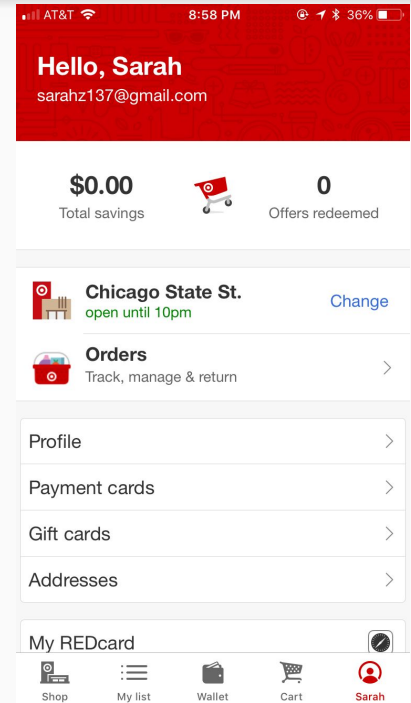 AT&T 8:58 PM 36%
Hello, Sarah
sarahz137@gmail.com
$0.00 0
Total savings Offers redeemed
Chicago State St. Change
open until 10pm
Orders
Track, manage & return
Profile
Payment cards
Gift cards
Addresses
My REDcard
Shop My list Wallet Cart Sarah